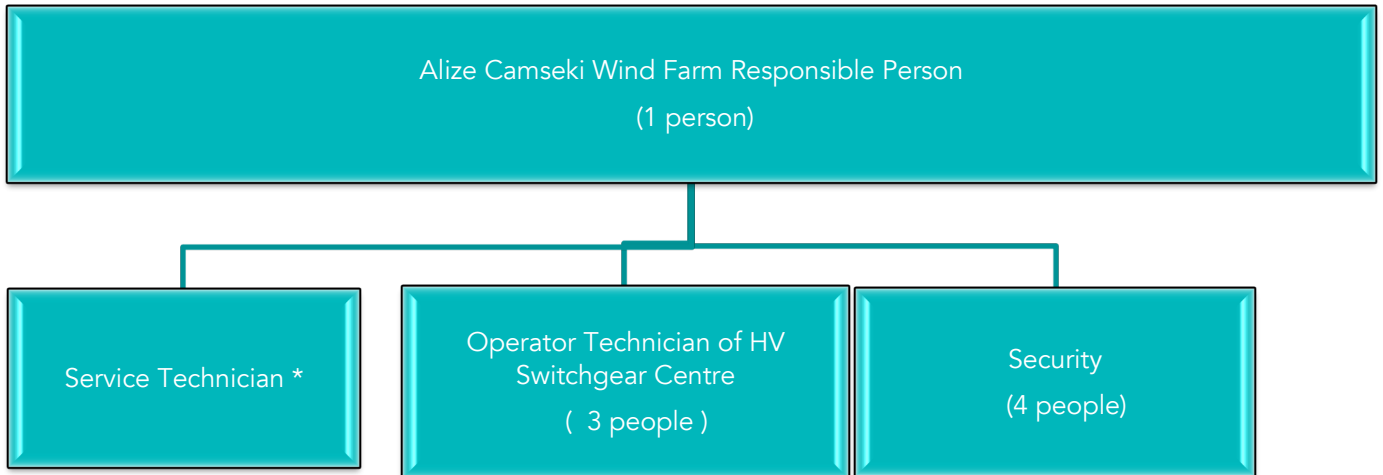 Alize Camseki Wind Farm Responsible Person
(1 person)
Service Technician *
Operator Technician of HV
Switchgear Centre
( 3 people )
Security
(4 people)